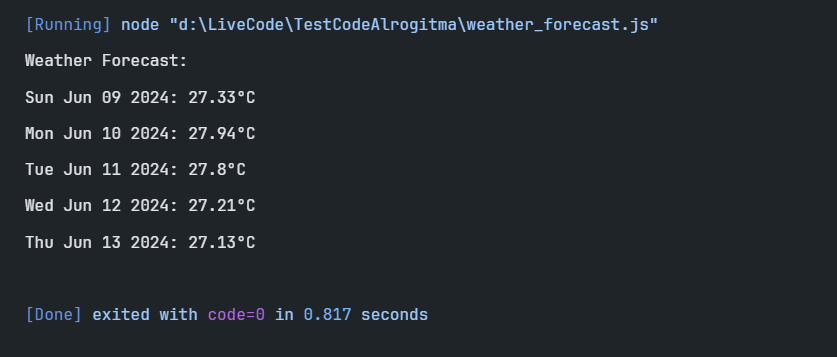 [Running] node "d:\LiveCode\TestCodeAlrogitma\weather_forecast.js"
Weather Forecast:
Sun Jun 09 2024: 27.33°C
Mon Jun 10 2024: 27.94°C
Tue Jun 11 2024: 27.8°C
Wed Jun 12 2024: 27.21°C
Thu Jun 13 2024: 27.13°C
[Done] exited with code=0 in 0.817 seconds